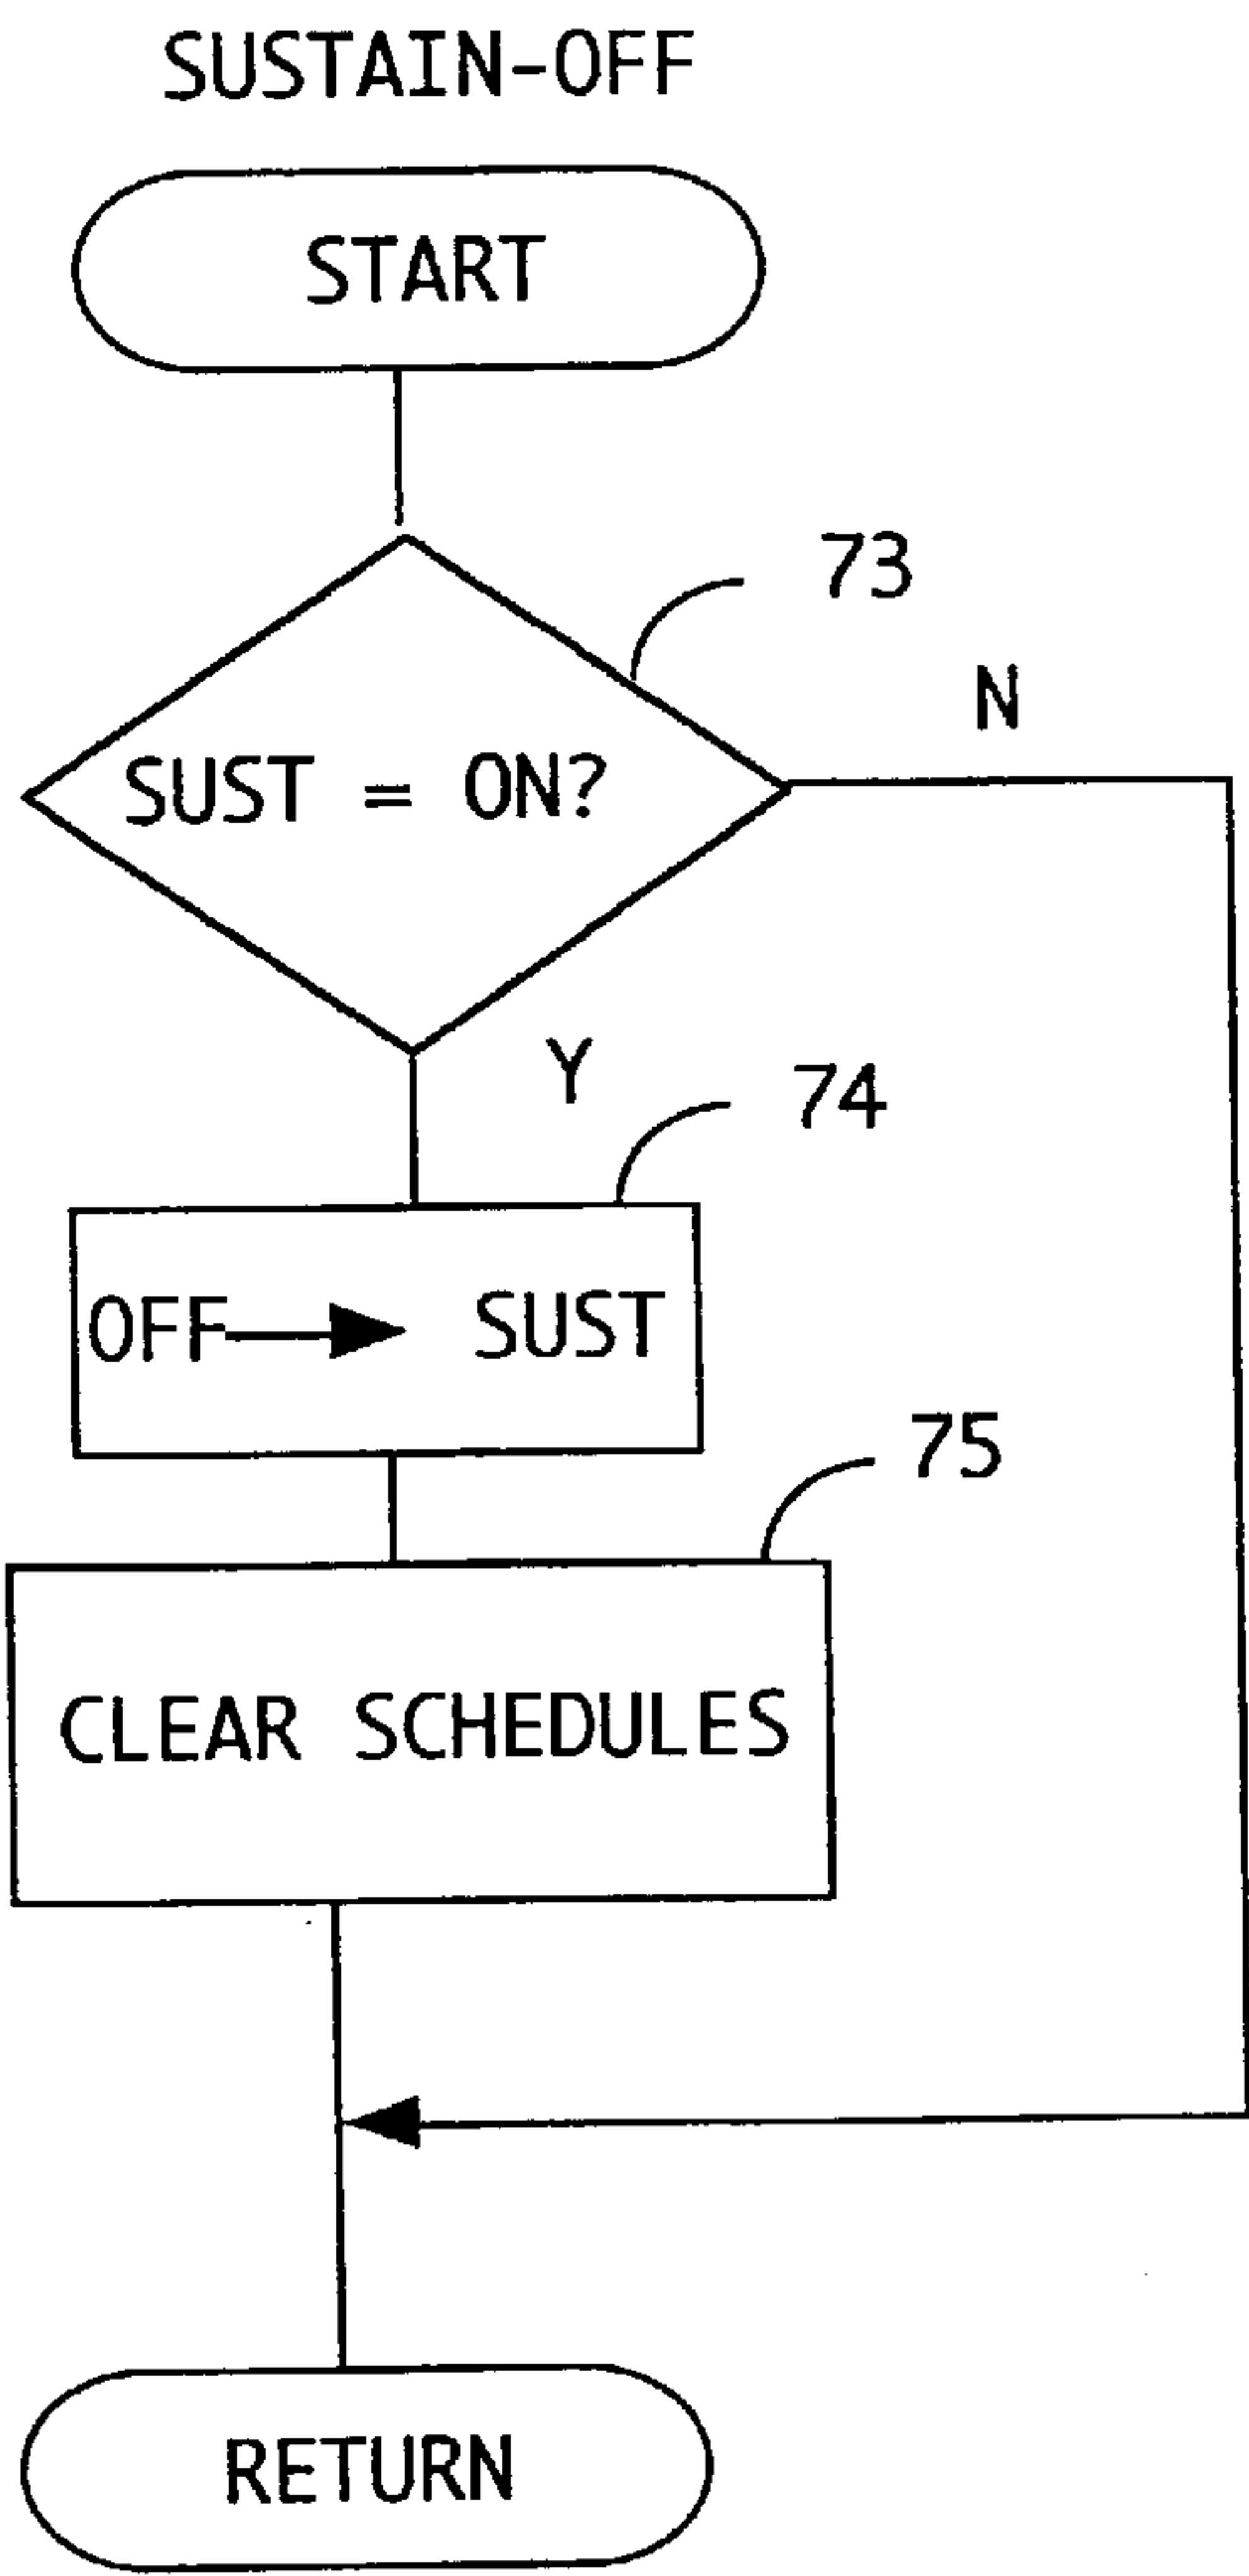 SUSTAIN-OFF
START
73
N
SUST = ON?
Y
74
OFF → SUST
75
CLEAR SCHEDULES
RETURN